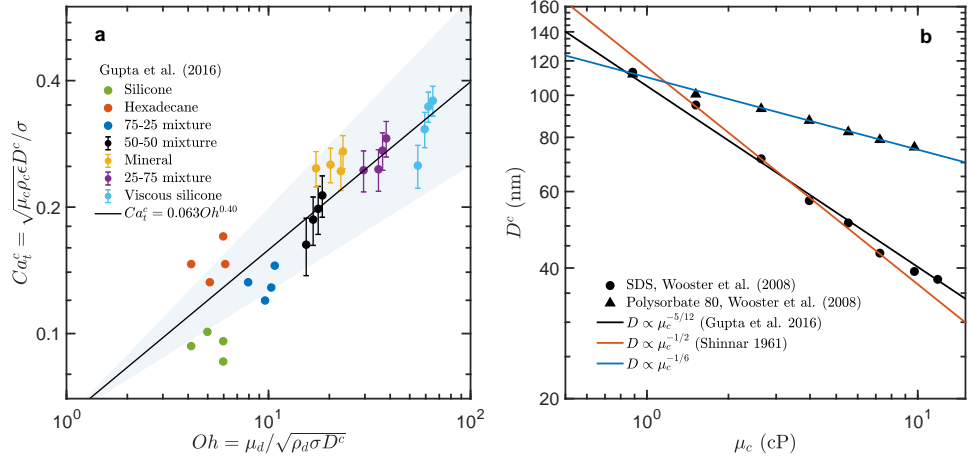 a
Gupta et al. (2016)
Silicone
Hexadecane
75-25 mixture
50-50 mixturre
Mineral
25-75 mixture
Viscous silicone
Ca_t^c = 0.063Oh^0.40
0.4
0.2
0.1
Ca_t^c = √μ_cρ_cϵD^c/σ
10^0
10^1
10^2
Oh = μ_d/√ρ_dσD^c
b
160
140
120
100
80
60
40
20
D^c (nm)
SDS, Wooster et al. (2008)
Polysorbate 80, Wooster et al. (2008)
D ∝ μ_c^−5/12 (Gupta et al. 2016)
D ∝ μ_c^−1/2 (Shinnar 1961)
D ∝ μ_c^−1/6
10^0
10^1
μ_c (cP)